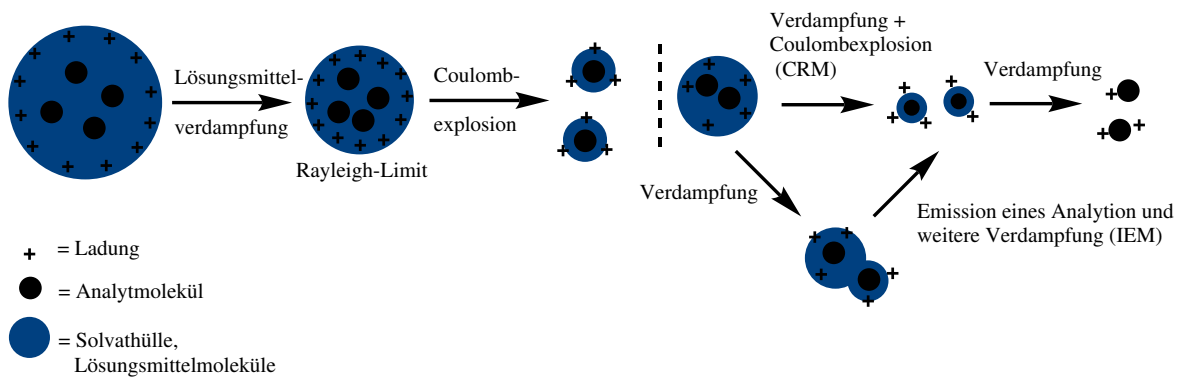 Lösungsmittel-
verdampfung
Rayleigh-Limit
Coulomb-
explosion
Verdampfung +
Coulombexplosion
(CRM)
Verdampfung
Verdampfung
Emission eines Analytion und
weitere Verdampfung (IEM)
+ = Ladung
= Analytmolekül
= Solvathülle,
Lösungsmittelmoleküle